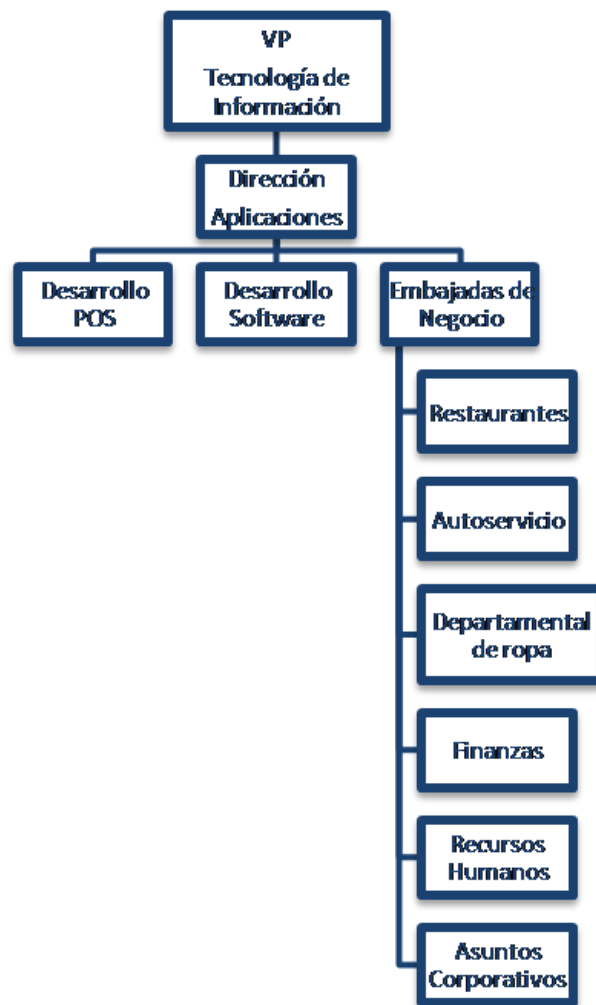 VP
Tecnología de
Información
Dirección
Aplicaciones
Desarrollo
POS
Desarrollo
Software
Embajadas de
Negocio
Restaurantes
Autoservicio
Departamental
de ropa
Finanzas
Recursos
Humanos
Asuntos
Corporativos